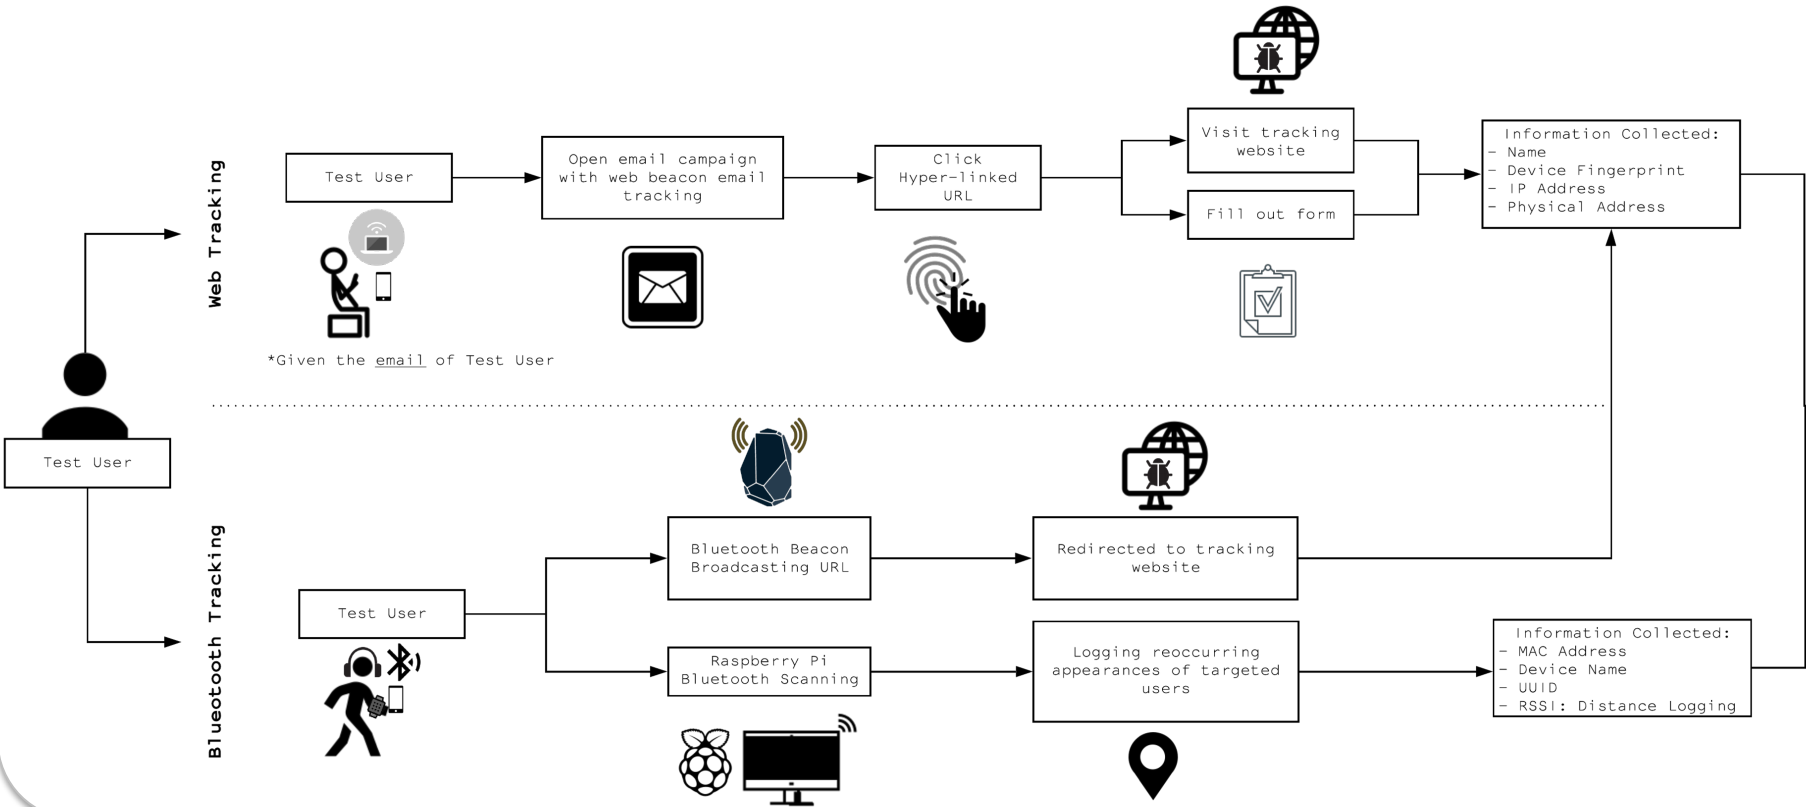 Web Tracking
Test User
Open email campaign
with web beacon email
tracking
Click
Hyper-linked
URL
Visit tracking
website
Fill out form
Information Collected:
- Name
- Device Fingerprint
- IP Address
- Physical Address
*Given the email of Test User
Test User
Blueotooth Tracking
Test User
Bluetooth Beacon
Broadcasting URL
Redirected to tracking
website
Raspberry Pi
Bluetooth Scanning
Logging reoccurring
appearances of targeted
users
Information Collected:
- MAC Address
- Device Name
- UUID
- RSSI: Distance Logging